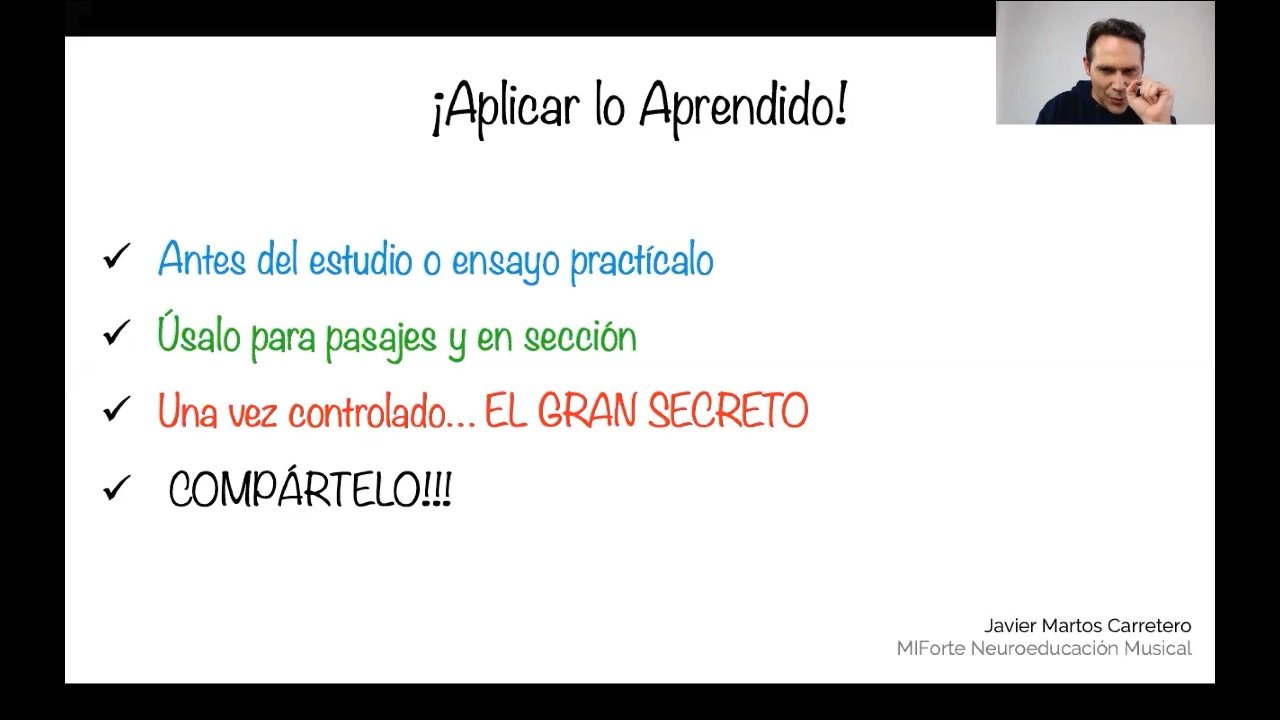 ¡Aplicar lo Aprendido!
✓ Antes del estudio o ensayo practícalo
✓ Úsalo para pasajes y en sección
✓ Una vez controlado... EL GRAN SECRETO
✓ COMPÁRTELO!!!
Javier Martos Carretero
MIForte Neuroeducación Musical